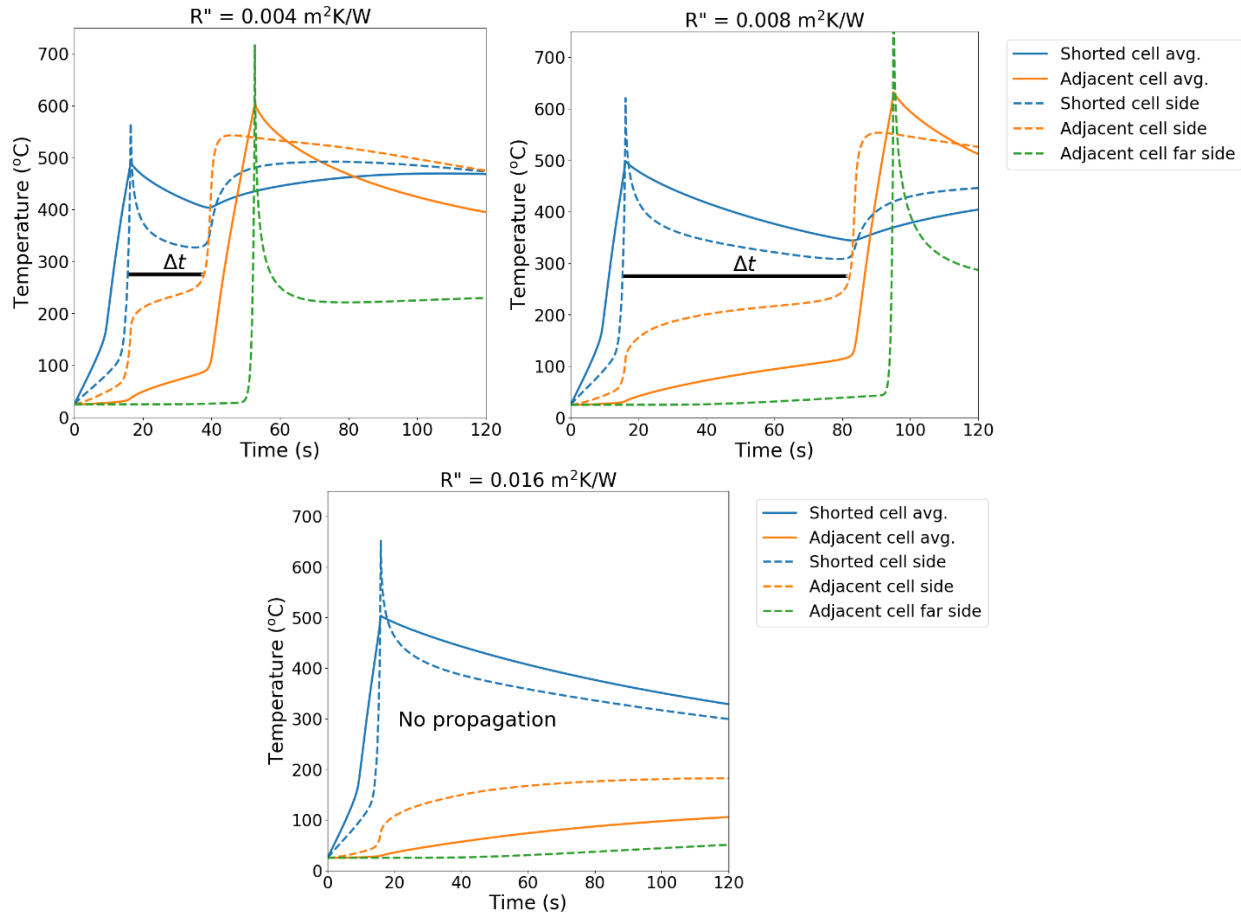 R" = 0.004 m²K/W
700
600
500
400
300
200
100
0
Temperature (°C)
Δt
0 20 40 60 80 100 120
Time (s)
R" = 0.008 m²K/W
700
600
500
400
300
200
100
0
Temperature (°C)
Δt
0 20 40 60 80 100 120
Time (s)
Shorted cell avg.
Adjacent cell avg.
Shorted cell side
Adjacent cell side
Adjacent cell far side
R" = 0.016 m²K/W
700
600
500
400
300
200
100
0
Temperature (°C)
No propagation
0 20 40 60 80 100 120
Time (s)
Shorted cell avg.
Adjacent cell avg.
Shorted cell side
Adjacent cell side
Adjacent cell far side